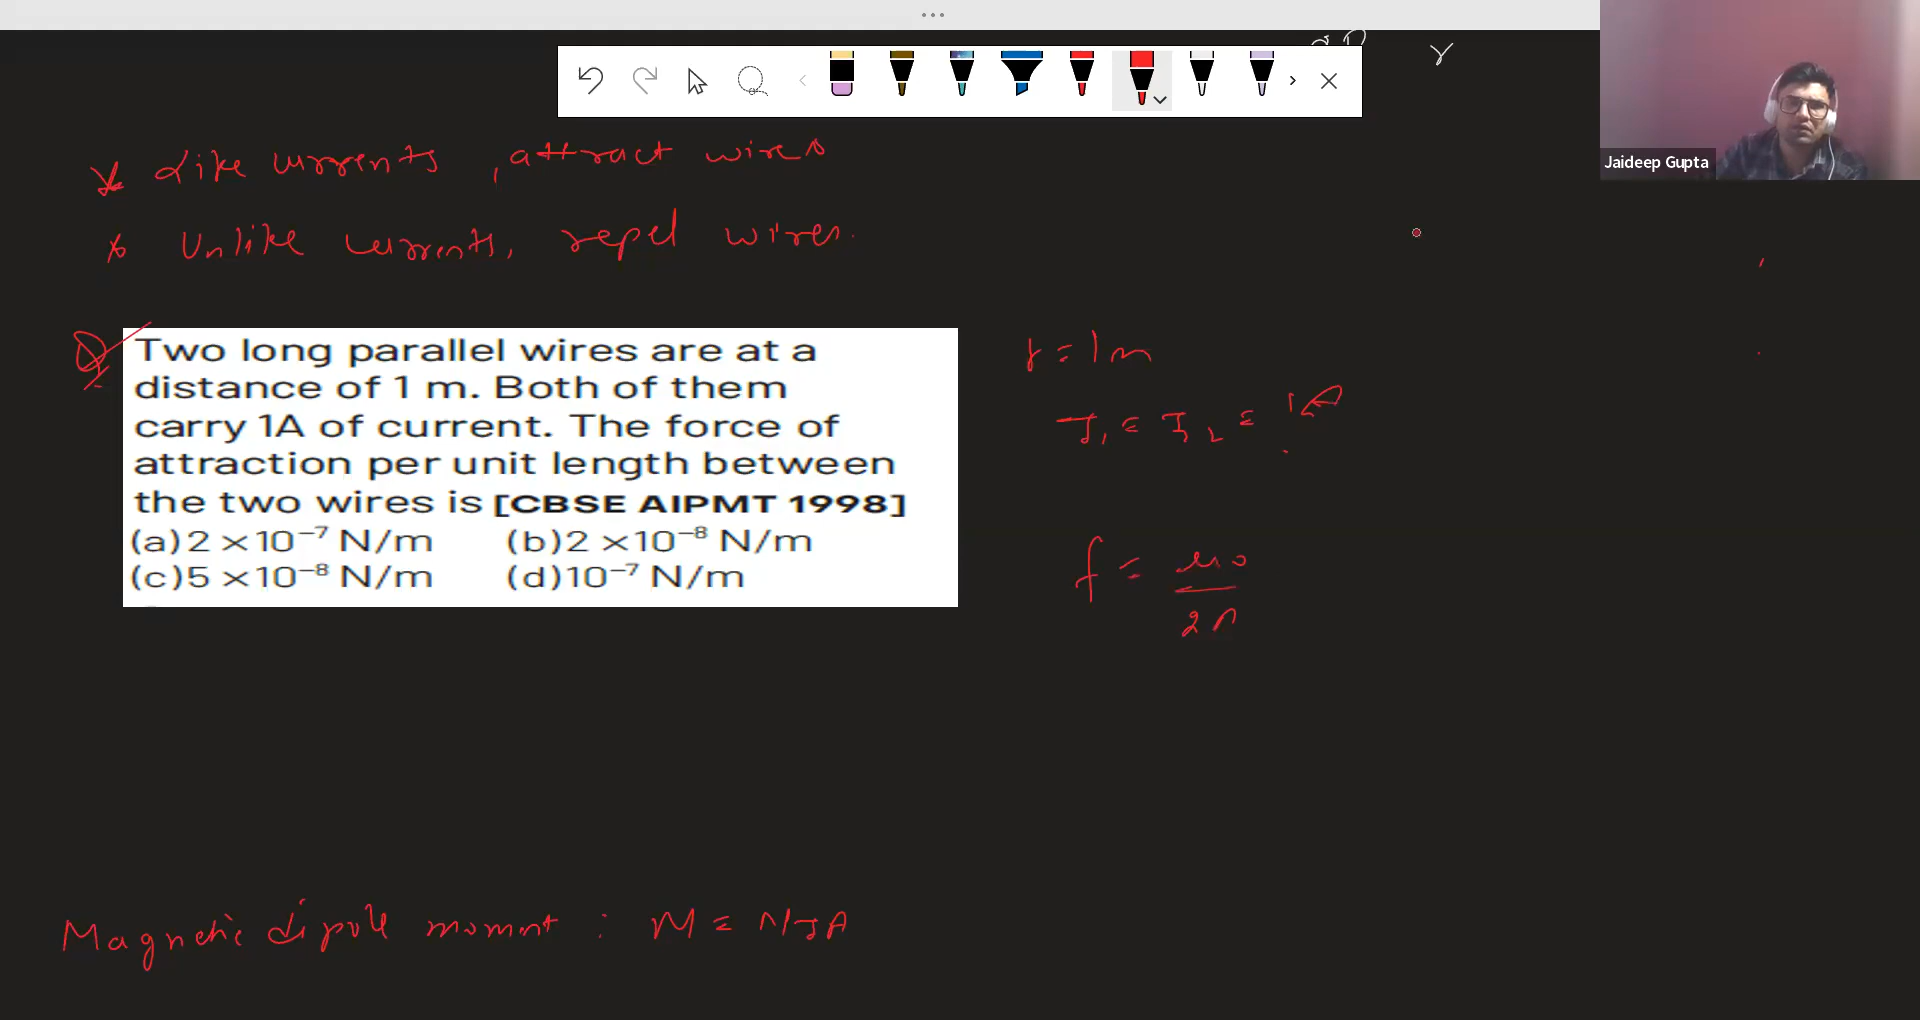 Jaideep Gupta
* Like currents, attract wires
* Unlike currents, repel wires.
Q
Two long parallel wires are at a
distance of 1 m. Both of them
carry 1A of current. The force of
attraction per unit length between
the two wires is [CBSE AIPMT 1998]
(a) 2 ×10⁻⁷ N/m (b) 2 ×10⁻⁸ N/m
(c) 5 ×10⁻⁸ N/m (d) 10⁻⁷ N/m
r = 1m
I₁ = I₂ = 1A
f = μ₀
2π
Magnetic dipole moment : M = NIA